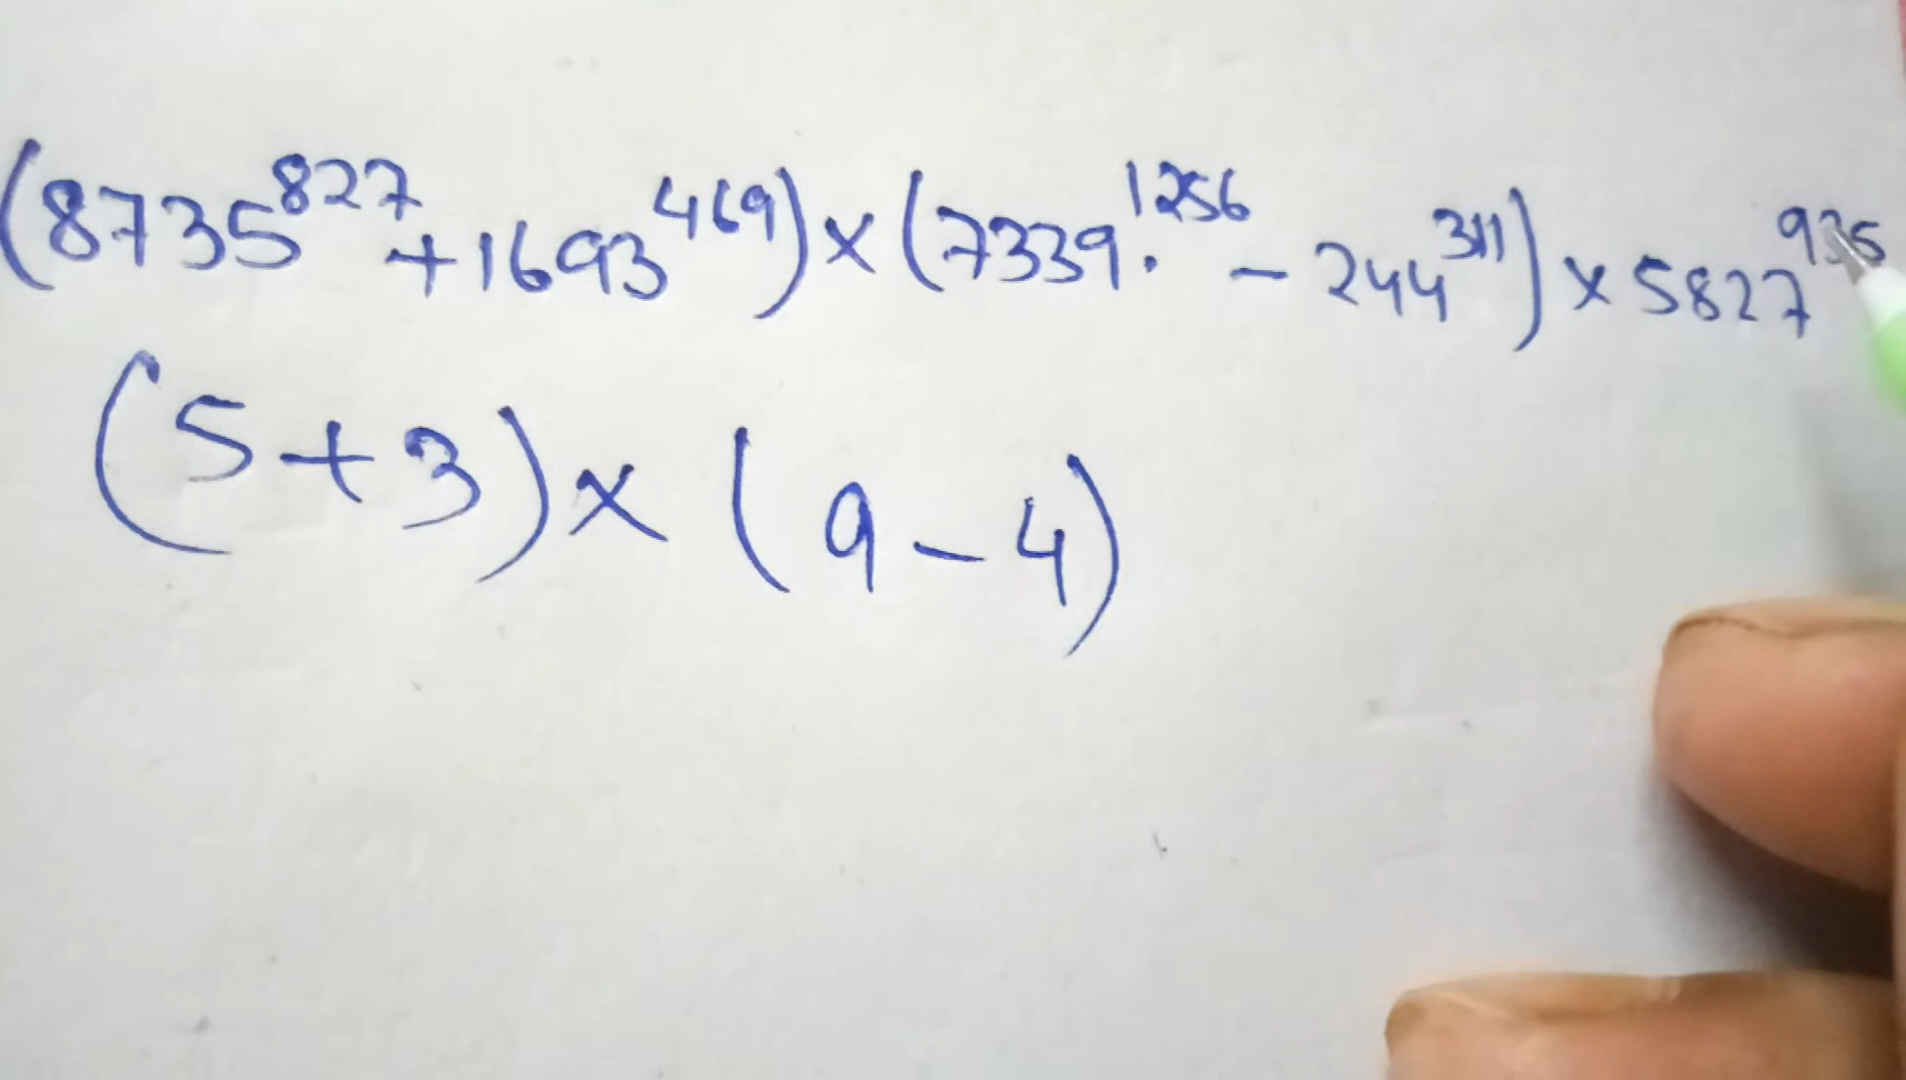 (8735^827 + 1693^469) × (7339.^1256 - 244^311) × 5827^935
(5+3) × (9-4)